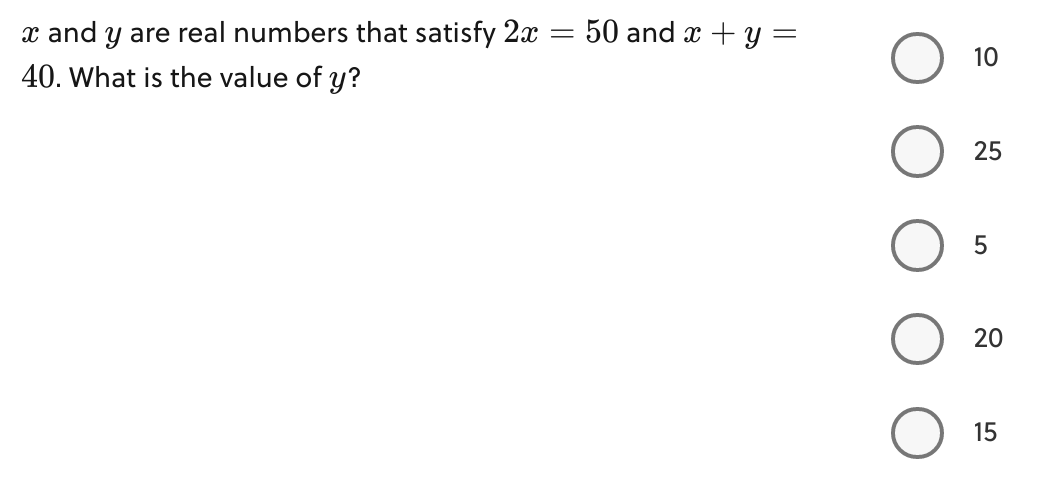 x and y are real numbers that satisfy 2x = 50 and x + y =
40. What is the value of y?
10
25
5
20
15